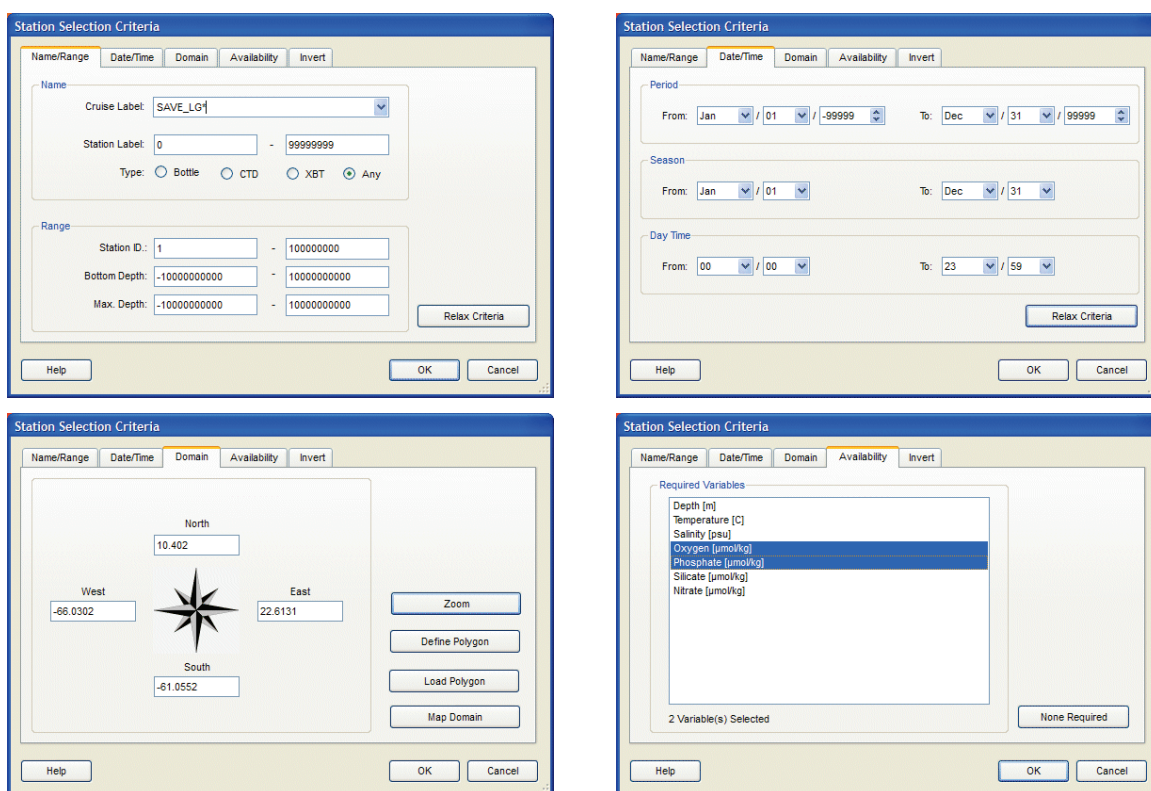 Station Selection Criteria
Name/Range Date/Time Domain Availability Invert
Name
Cruise Label: SAVE_LG*
Station Label: 0 - 99999999
Type: Bottle CTD XBT Any
Range
Station ID.: 1 - 100000000
Bottom Depth: -10000000000 - 10000000000
Max. Depth: -10000000000 - 10000000000
Relax Criteria
Help OK Cancel
Station Selection Criteria
Name/Range Date/Time Domain Availability Invert
Period
From: Jan / 01 / -99999 To: Dec / 31 / 99999
Season
From: Jan / 01 To: Dec / 31
Day Time
From: 00 / 00 To: 23 / 59
Relax Criteria
Help OK Cancel
Station Selection Criteria
Name/Range Date/Time Domain Availability Invert
North
10.402
West East
-66.0302 22.6131
South
-61.0552
Zoom
Define Polygon
Load Polygon
Map Domain
Help OK Cancel
Station Selection Criteria
Name/Range Date/Time Domain Availability Invert
Required Variables
Depth [m]
Temperature [C]
Salinity [psu]
Oxygen [µmol/kg]
Phosphate [µmol/kg]
Silicate [µmol/kg]
Nitrate [µmol/kg]
2 Variable(s) Selected
None Required
Help OK Cancel